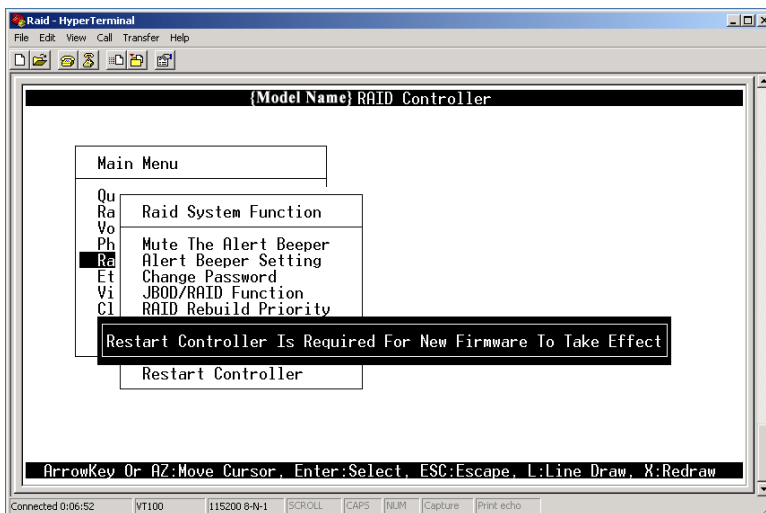 Raid - HyperTerminal
File Edit View Call Transfer Help
{Model Name} RAID Controller
Main Menu
Qu
Ra
Vo
Ph
Ra
Et
Vi
Cl
Raid System Function
Mute The Alert Beeper
Alert Beeper Setting
Change Password
JBOD/RAID Function
RAID Rebuild Priority
Restart Controller Is Required For New Firmware To Take Effect
Restart Controller
ArrowKey Or AZ:Move Cursor, Enter:Select, ESC:Escape, L:Line Draw, X:Redraw
Connected 0:06:52 VT100 115200 8-N-1 SCROLL CAPS NUM Capture Print echo